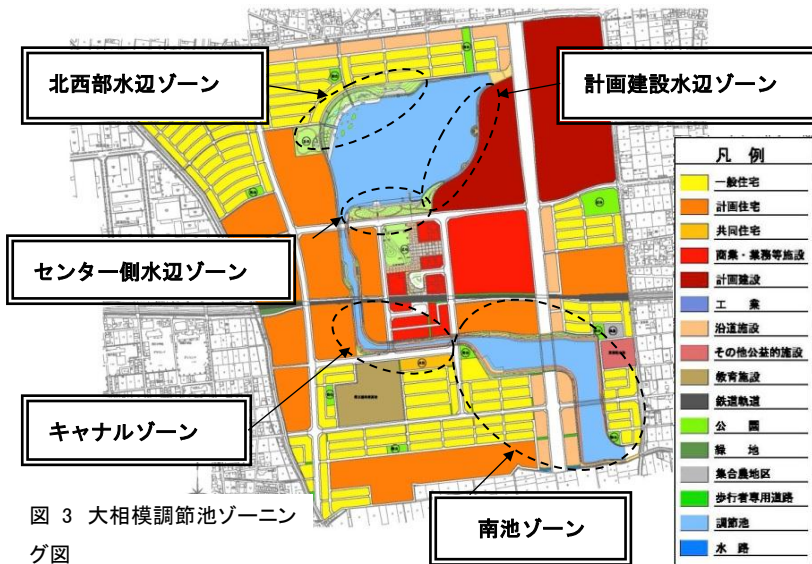 北西部水辺ゾーン
計画建設水辺ゾーン
センター側水辺ゾーン
キャナルゾーン
南池ゾーン
図 3 大相模調節池ゾーニン
グ図
凡 例
一般住宅
計画住宅
共同住宅
商業・業務等施設
計画建設
工 業
沿道施設
その他公益的施設
教育施設
鉄道軌道
公 園
緑 地
集合農地区
歩行者専用道路
調節池
水 路